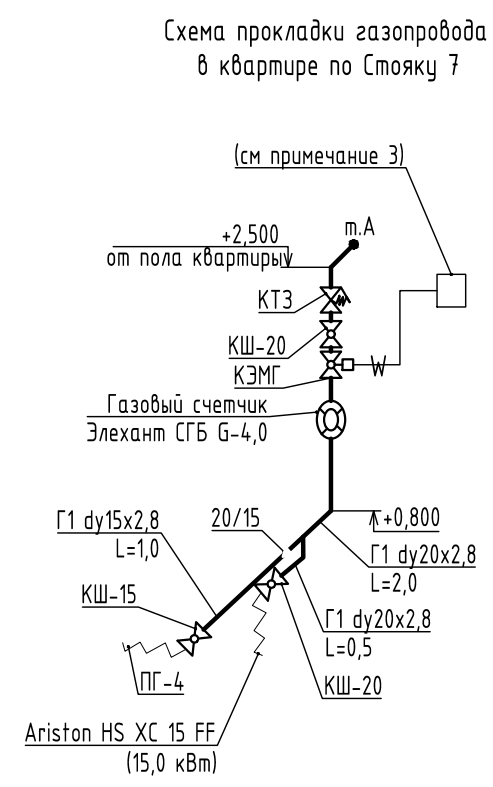 Схема прокладки газопровода
в квартире по Стояку 7
(см примечание 3)
т.А
+2,500
от пола квартиры
КТЗ
КШ-20
КЭМГ
W
Газовый счетчик
Элехант СГБ G-4,0
Г1 dy15x2,8
L=1,0
20/15
+0,800
Г1 dy20x2,8
L=2,0
КШ-15
Г1 dy20x2,8
L=0,5
ПГ-4
КШ-20
Ariston HS XC 15 FF
(15,0 кВт)